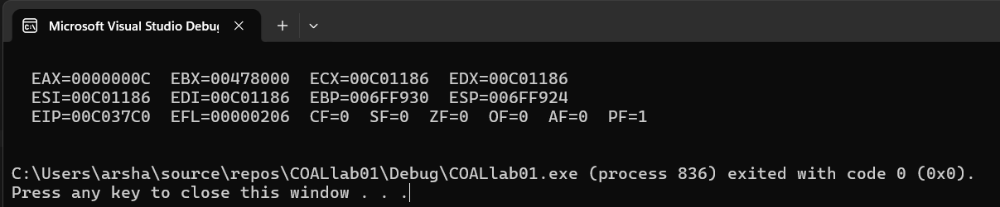 Microsoft Visual Studio Debug
EAX=0000000C  EBX=00478000  ECX=00C01186  EDX=00C01186
ESI=00C01186  EDI=00C01186  EBP=006FF930  ESP=006FF924
EIP=00C037C0  EFL=00000206  CF=0  SF=0  ZF=0  OF=0  AF=0  PF=1
C:\Users\arsha\source\repos\COALlab01\Debug\COALlab01.exe (process 836) exited with code 0 (0x0).
Press any key to close this window . . .